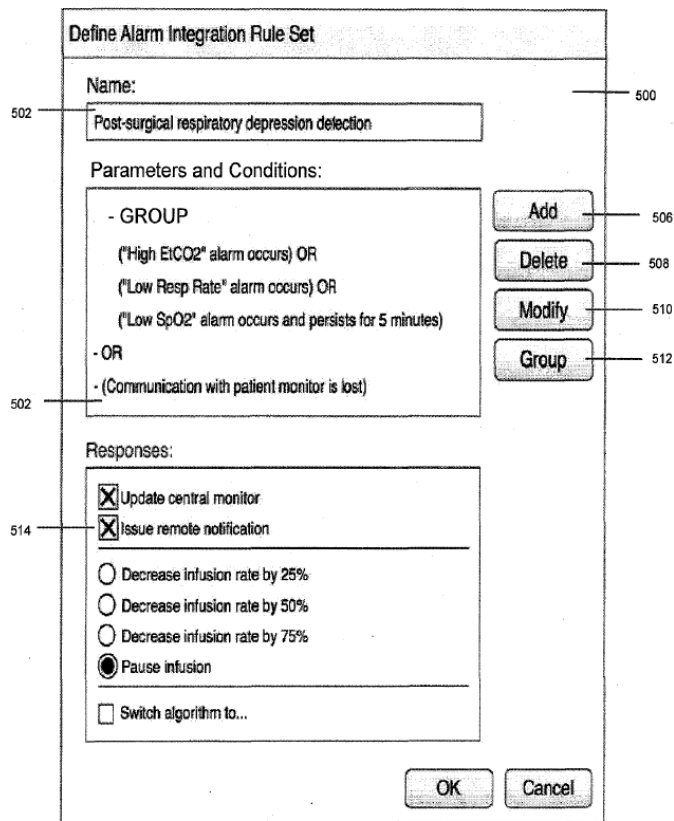 Define Alarm Integration Rule Set
Name:
500
502
Post-surgical respiratory depression detection
Parameters and Conditions:
- GROUP
Add
506
("High EtCO2" alarm occurs) OR
Delete
508
("Low Resp Rate" alarm occurs) OR
Modify
510
("Low SpO2" alarm occurs and persists for 5 minutes)
- OR
Group
512
- (Communication with patient monitor is lost)
502
Responses:
Update central monitor
514
Issue remote notification
Decrease infusion rate by 25%
Decrease infusion rate by 50%
Decrease infusion rate by 75%
Pause infusion
Switch algorithm to...
OK
Cancel